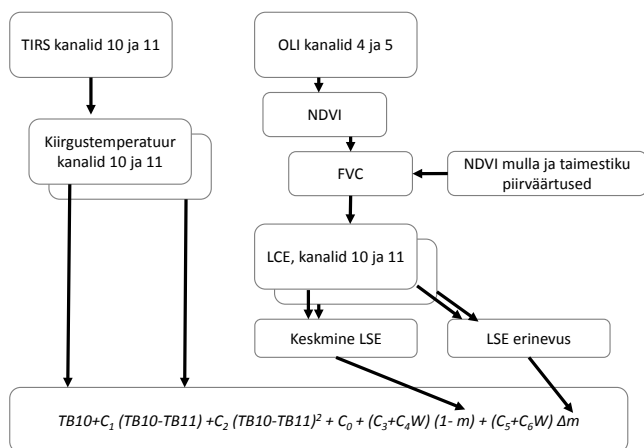 TIRS kanalid 10 ja 11
OLI kanalid 4 ja 5
NDVI
Kiirgustemperatuur
kanalid 10 ja 11
FVC
NDVI mulla ja taimestiku
piirväärtused
LCE, kanalid 10 ja 11
Keskmine LSE
LSE erinevus
TB10+C₁ (TB10-TB11) +C₂ (TB10-TB11)² + C₀ + (C₃+C₄W) (1- m) + (C₅+C₆W) Δm